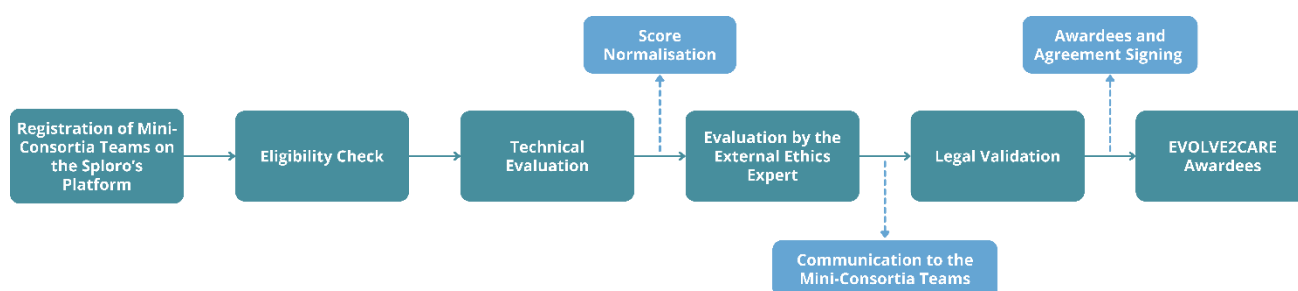 Score
Normalisation
Awardees and
Agreement Signing
Registration of Mini-
Consortia Teams on
the Sploro's
Platform
Eligibility Check
Technical
Evaluation
Evaluation by the
External Ethics
Expert
Legal Validation
EVOLVE2CARE
Awardees
Communication to the
Mini-Consortia Teams